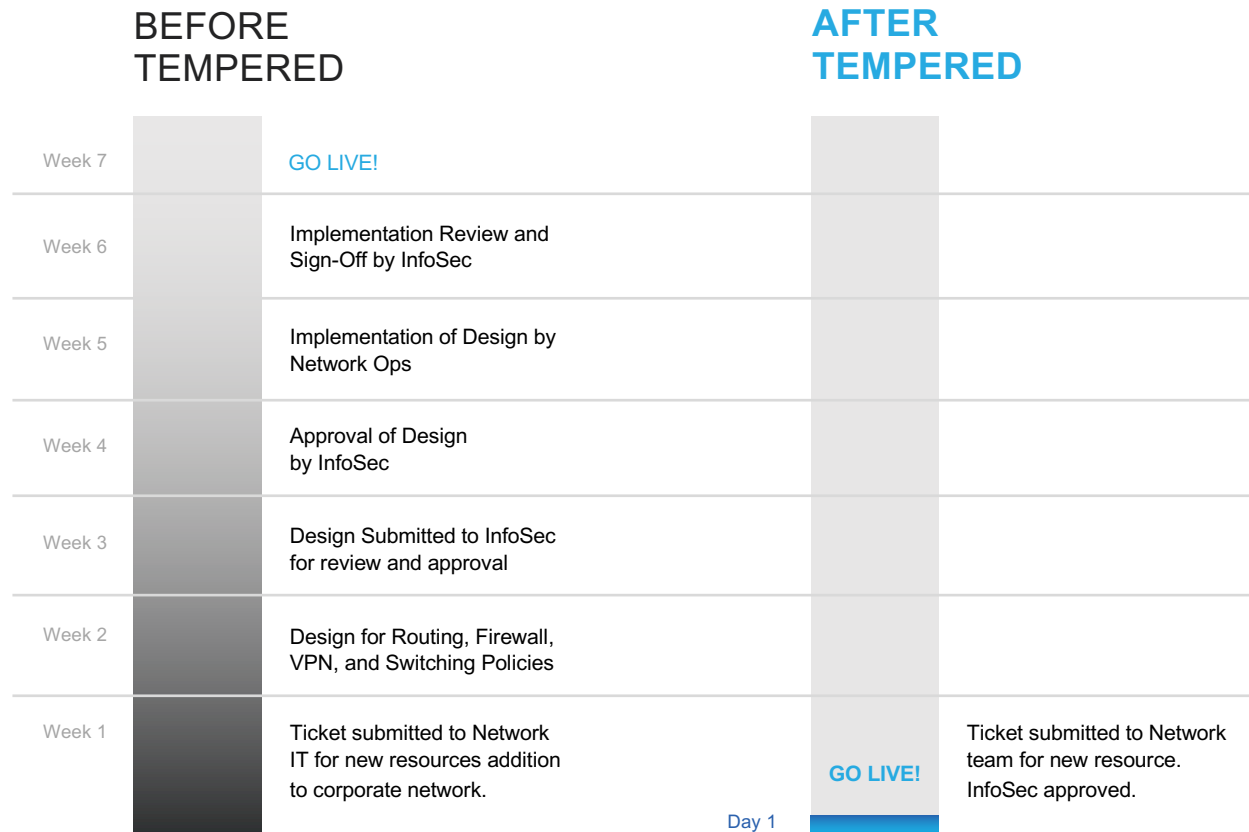 BEFORE
TEMPERED
AFTER
TEMPERED
Week 7
GO LIVE!
Week 6
Implementation Review and
Sign-Off by InfoSec
Week 5
Implementation of Design by
Network Ops
Week 4
Approval of Design
by InfoSec
Week 3
Design Submitted to InfoSec
for review and approval
Week 2
Design for Routing, Firewall,
VPN, and Switching Policies
Week 1
Ticket submitted to Network
IT for new resources addition
to corporate network.
GO LIVE!
Ticket submitted to Network
team for new resource.
InfoSec approved.
Day 1